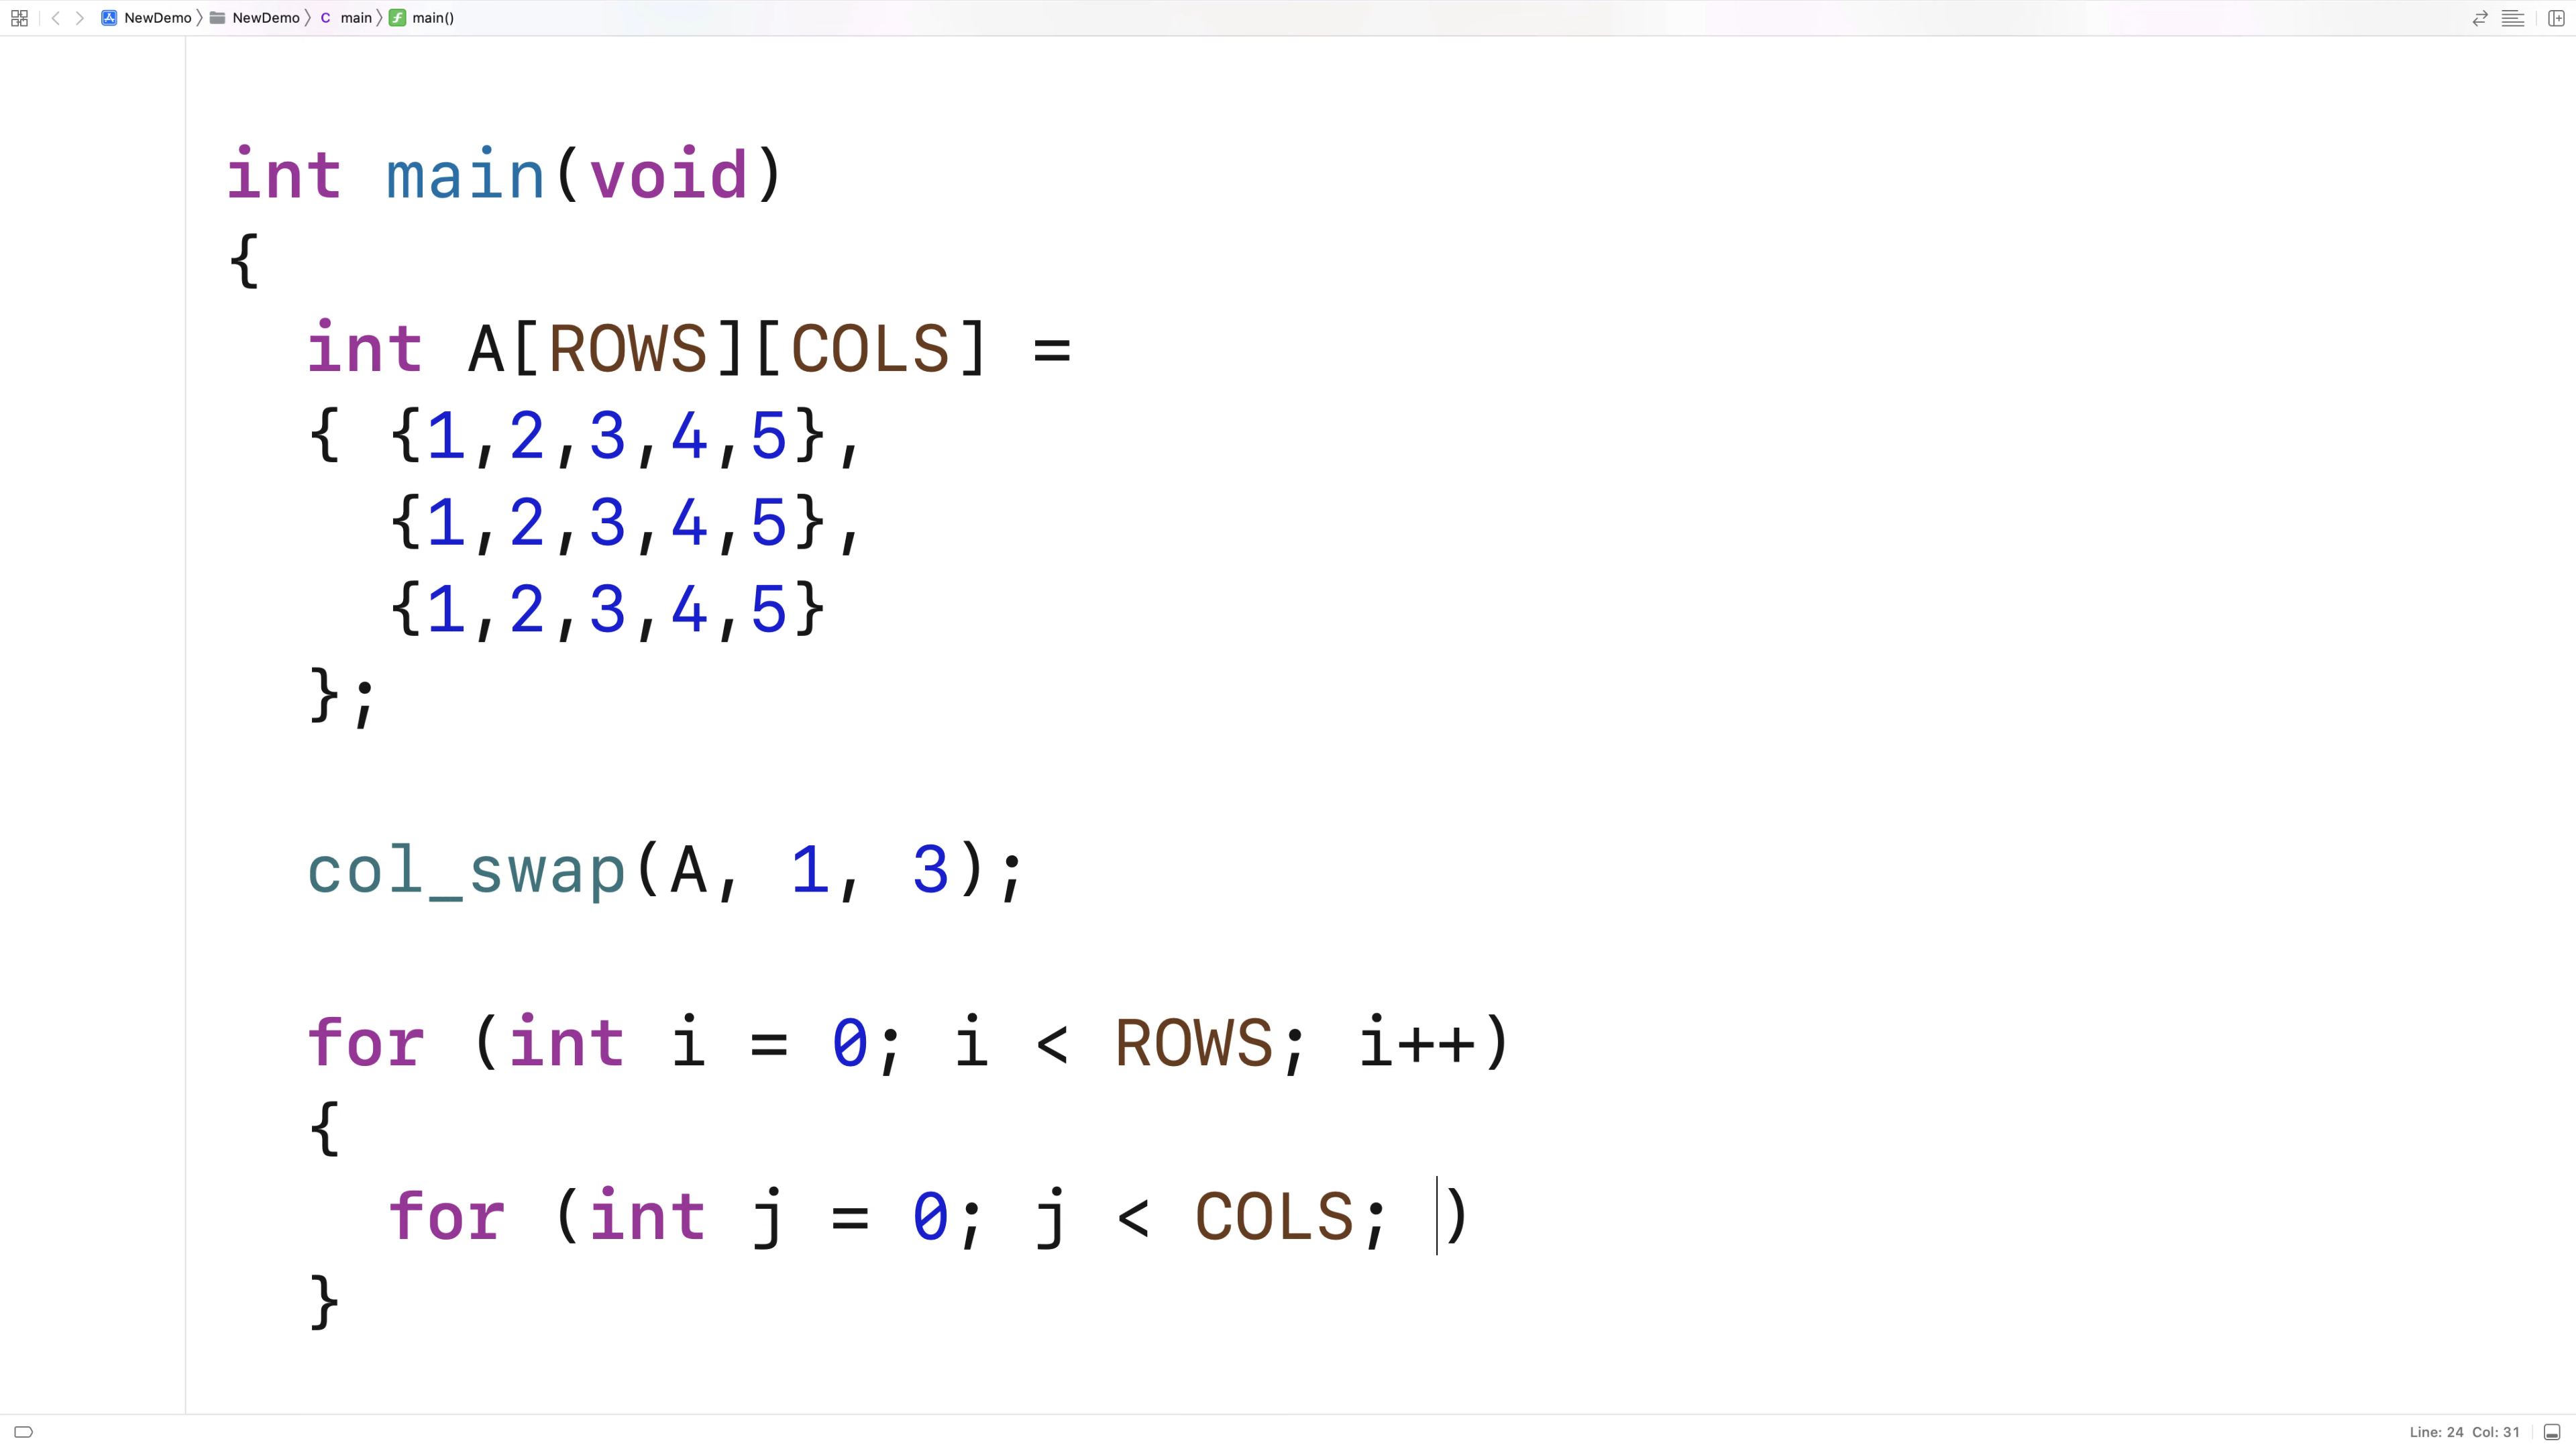 NewDemo 〉 NewDemo 〉 C main 〉 f main()
int main(void)
{
  int A[ROWS][COLS] =
  { {1,2,3,4,5},
    {1,2,3,4,5},
    {1,2,3,4,5}
  };
  col_swap(A, 1, 3);
  for (int i = 0; i < ROWS; i++)
  {
    for (int j = 0; j < COLS; )
  }
Line: 24 Col: 31